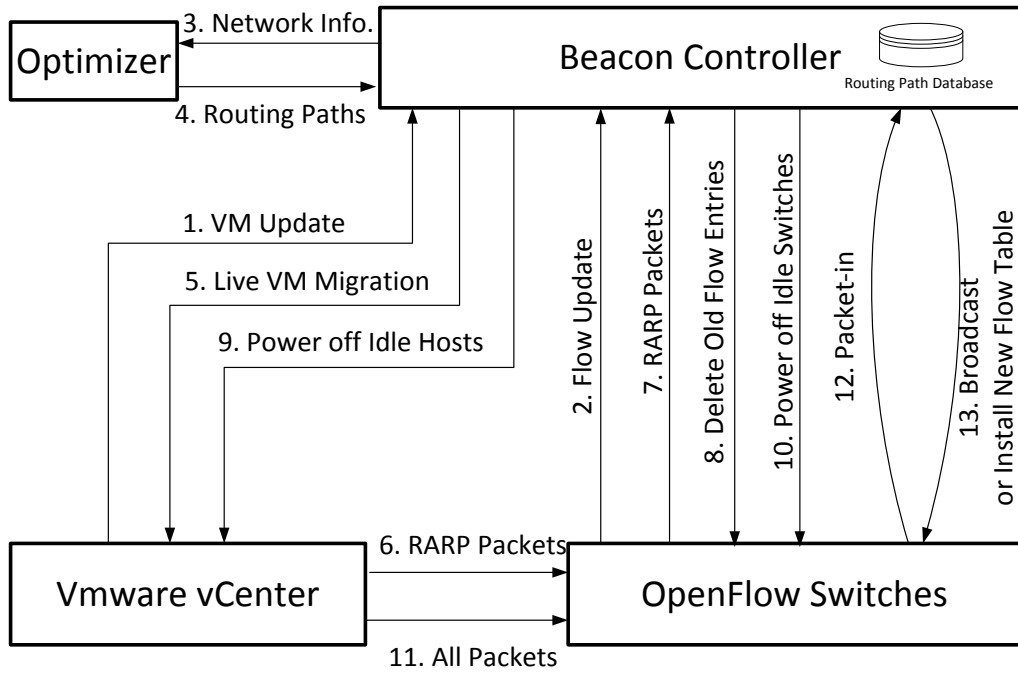 3. Network Info.
Optimizer
Beacon Controller
Routing Path Database
4. Routing Paths
1. VM Update
5. Live VM Migration
9. Power off Idle Hosts
2. Flow Update
7. RARP Packets
8. Delete Old Flow Entries
10. Power off Idle Switches
12. Packet-in
13. Broadcast
or Install New Flow Table
6. RARP Packets
Vmware vCenter
OpenFlow Switches
11. All Packets